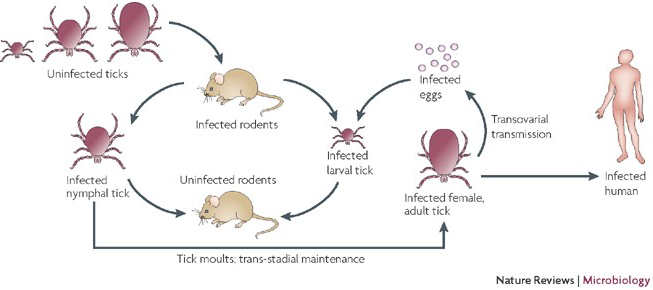 Uninfected ticks
Infected rodents
Infected
eggs
Transovarial
transmission
Infected
nymphal tick
Uninfected rodents
Infected
larval tick
Infected female,
adult tick
Infected
human
Tick moults; trans-stadial maintenance
Nature Reviews | Microbiology